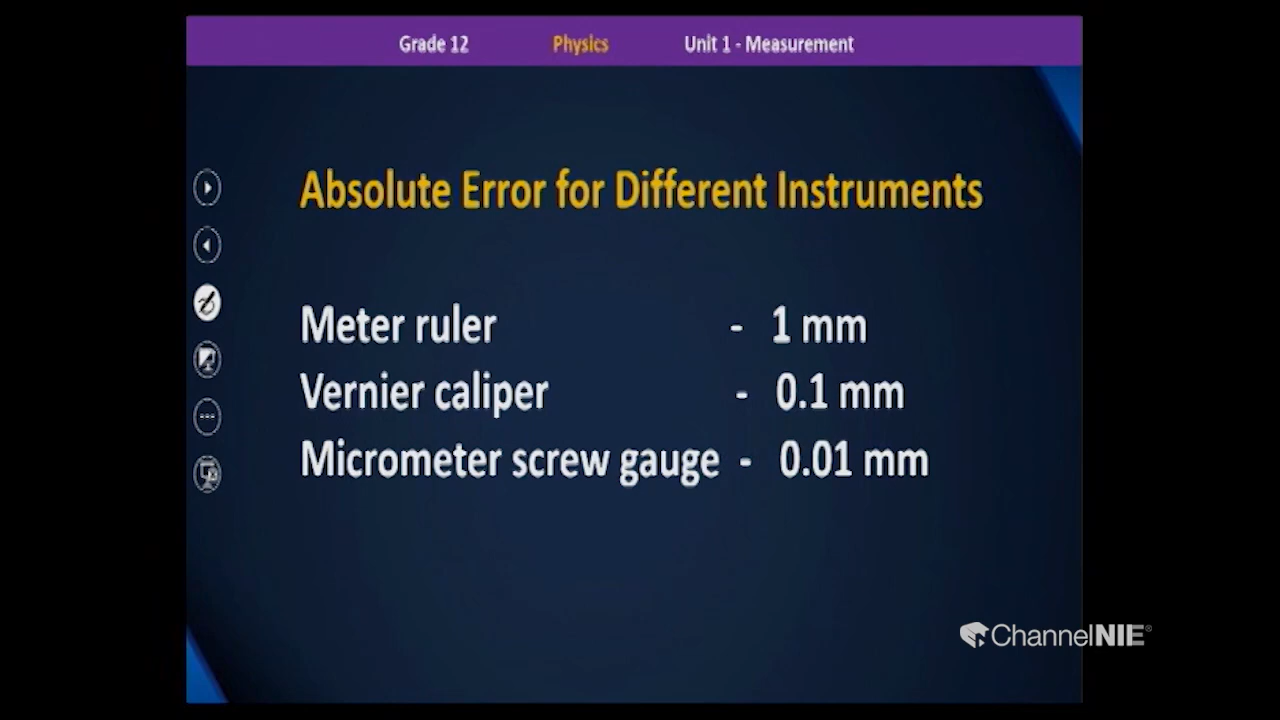 Grade 12 Physics Unit 1 - Measurement
Absolute Error for Different Instruments
Meter ruler - 1 mm
Vernier caliper - 0.1 mm
Micrometer screw gauge - 0.01 mm
ChannelNIE®